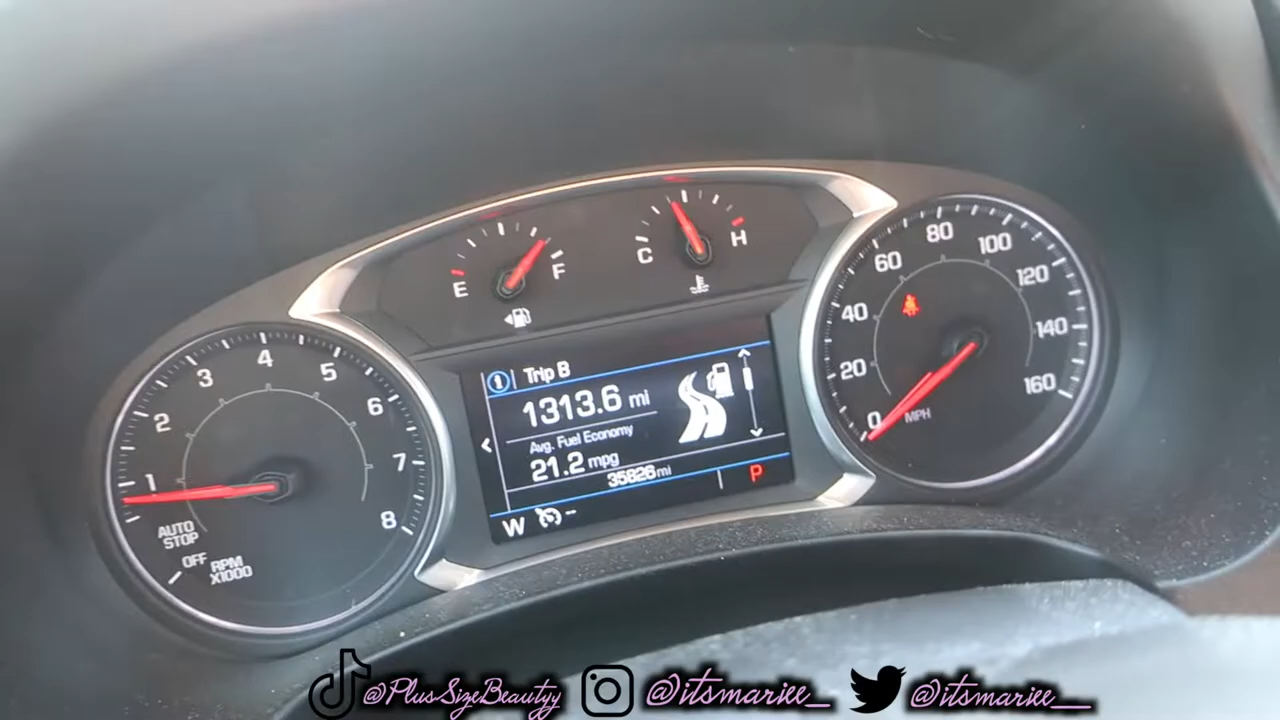 E
F
C
H
1
2
3
4
5
6
7
8
AUTO
STOP
OFF
RPM
X1000
Trip B
1313.6 mi
Avg. Fuel Economy
21.2 mpg
35826 mi
W
--
P
0
20
40
60
80
100
120
140
160
MPH
@PlusSizeBeautyy @itsmariee_ @itsmariee__